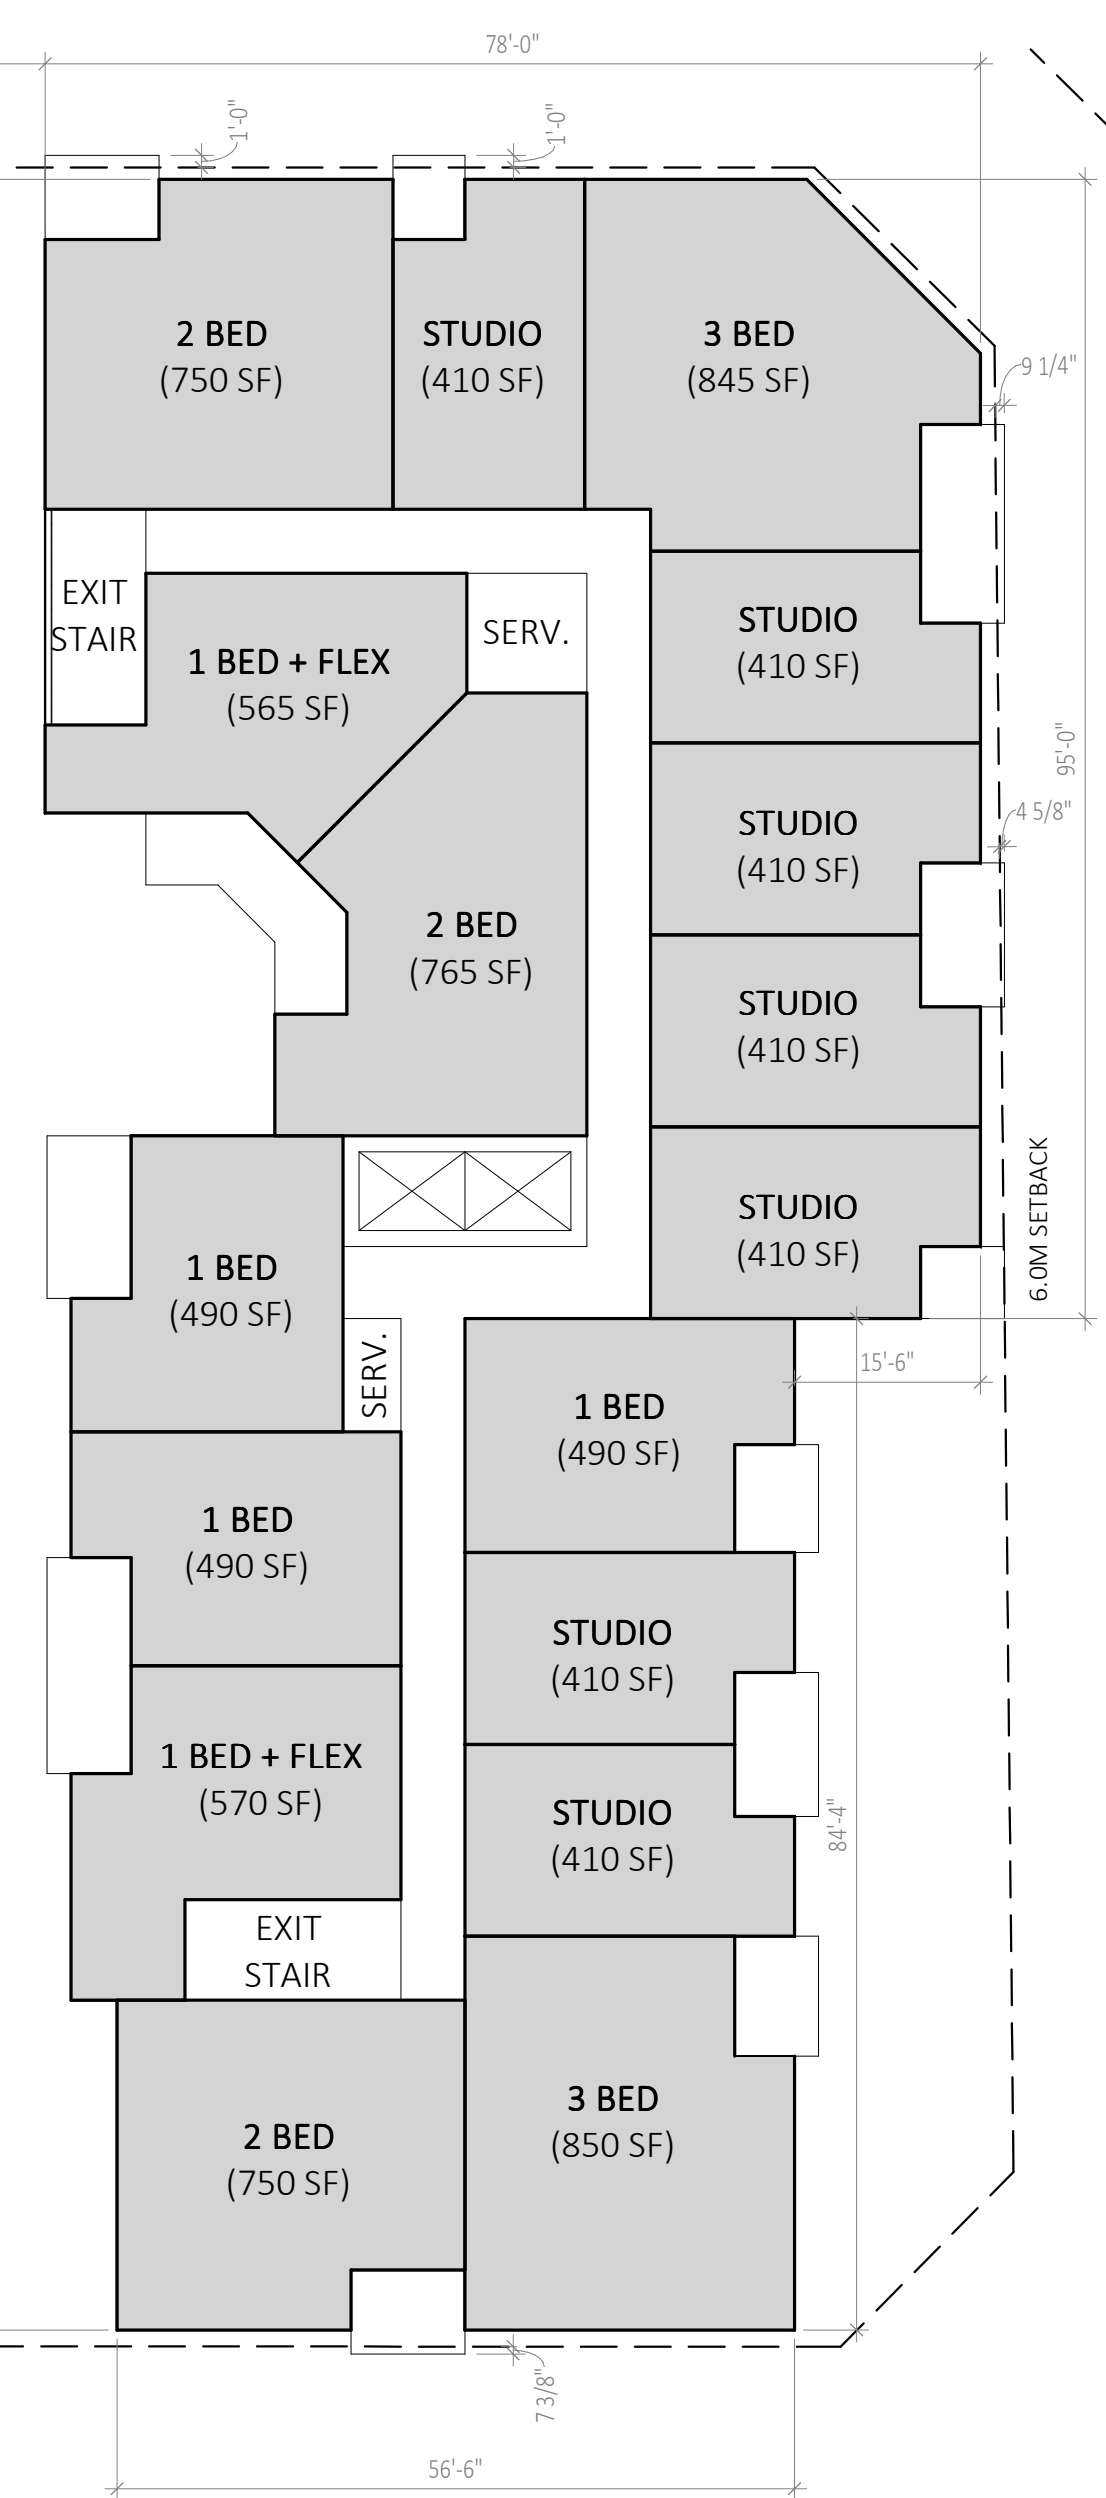 78'-0"
1'-0"
1'-0"
2 BED
(750 SF)
STUDIO
(410 SF)
3 BED
(845 SF)
9 1/4"
EXIT
STAIR
1 BED + FLEX
(565 SF)
SERV.
STUDIO
(410 SF)
95'-0"
STUDIO
(410 SF)
4 5/8"
2 BED
(765 SF)
STUDIO
(410 SF)
STUDIO
(410 SF)
6.0M SETBACK
1 BED
(490 SF)
SERV.
15'-6"
1 BED
(490 SF)
1 BED
(490 SF)
STUDIO
(410 SF)
1 BED + FLEX
(570 SF)
STUDIO
(410 SF)
84'-4"
EXIT
STAIR
2 BED
(750 SF)
3 BED
(850 SF)
7 3/8"
56'-6"